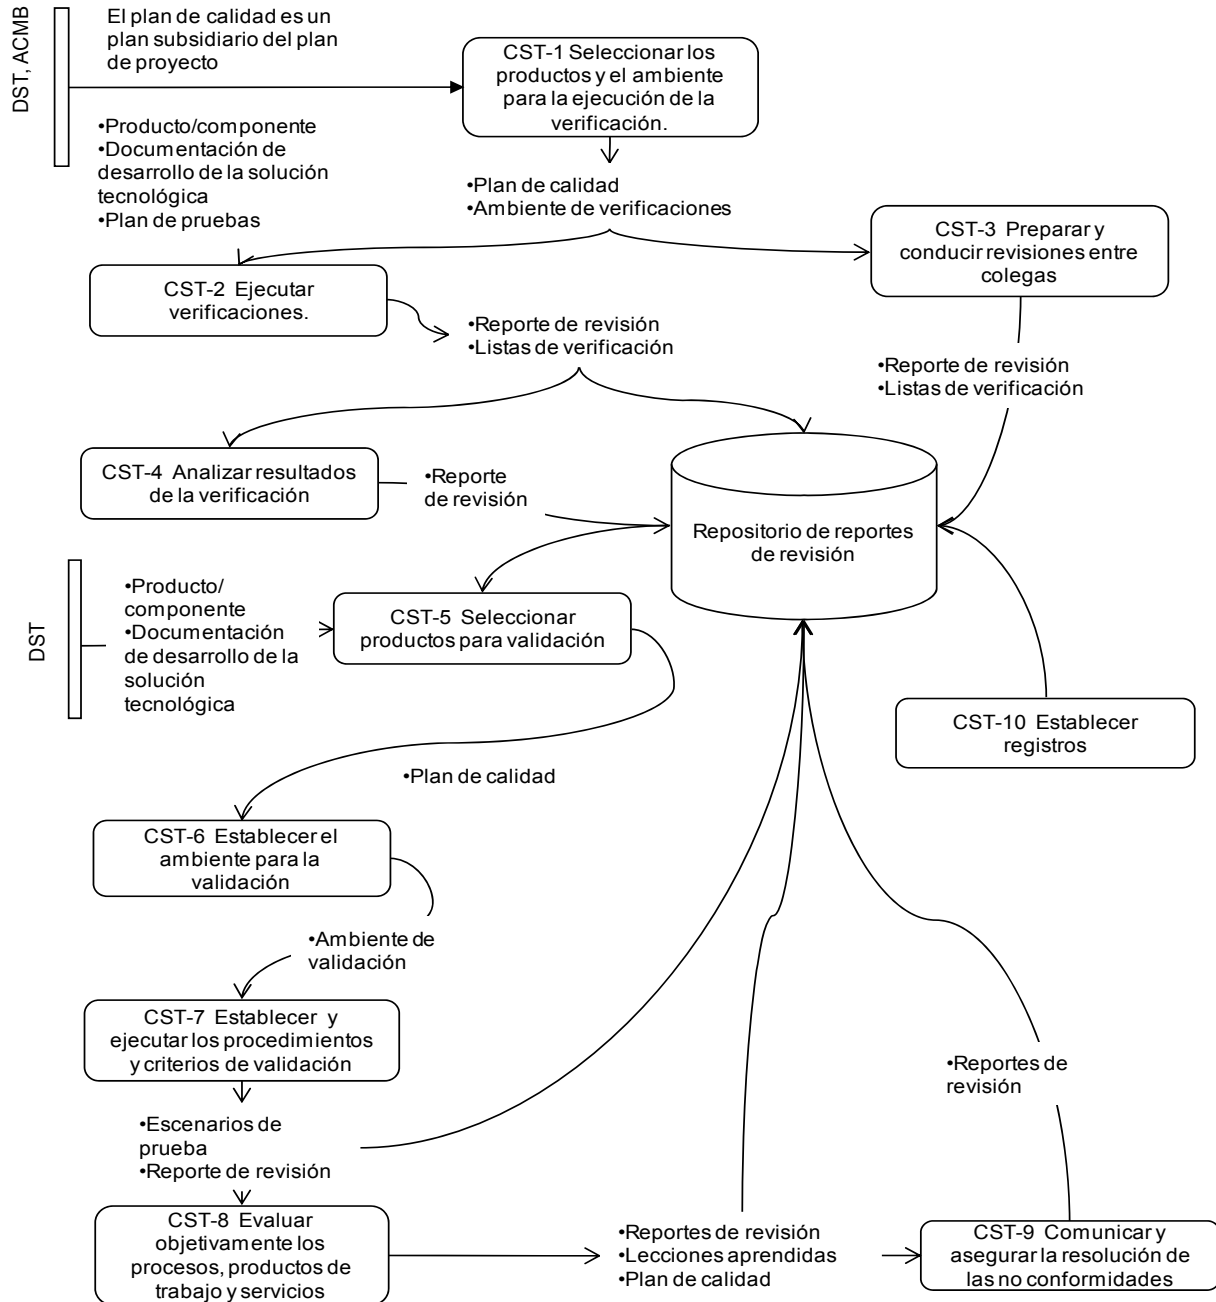 DST, ACMB
El plan de calidad es un
plan subsidiario del plan
de proyecto
CST-1 Seleccionar los
productos y el ambiente
para la ejecución de la
verificación.
•Producto/componente
•Documentación de
desarrollo de la solución
tecnológica
•Plan de pruebas
•Plan de calidad
•Ambiente de verificaciones
CST-3 Preparar y
conducir revisiones entre
colegas
CST-2 Ejecutar
verificaciones.
•Reporte de revisión
•Listas de verificación
•Reporte de revisión
•Listas de verificación
CST-4 Analizar resultados
de la verificación
•Reporte
de revisión
Repositorio de reportes
de revisión
DST
•Producto/
componente
•Documentación
de desarrollo de la
solución
tecnológica
CST-5 Seleccionar
productos para validación
CST-10 Establecer
registros
•Plan de calidad
CST-6 Establecer el
ambiente para la
validación
•Ambiente de
validación
CST-7 Establecer y
ejecutar los procedimientos
y criterios de validación
•Reportes de
revisión
•Escenarios de
prueba
•Reporte de revisión
CST-8 Evaluar
objetivamente los
procesos, productos de
trabajo y servicios
•Reportes de revisión
•Lecciones aprendidas
•Plan de calidad
CST-9 Comunicar y
asegurar la resolución de
las no conformidades